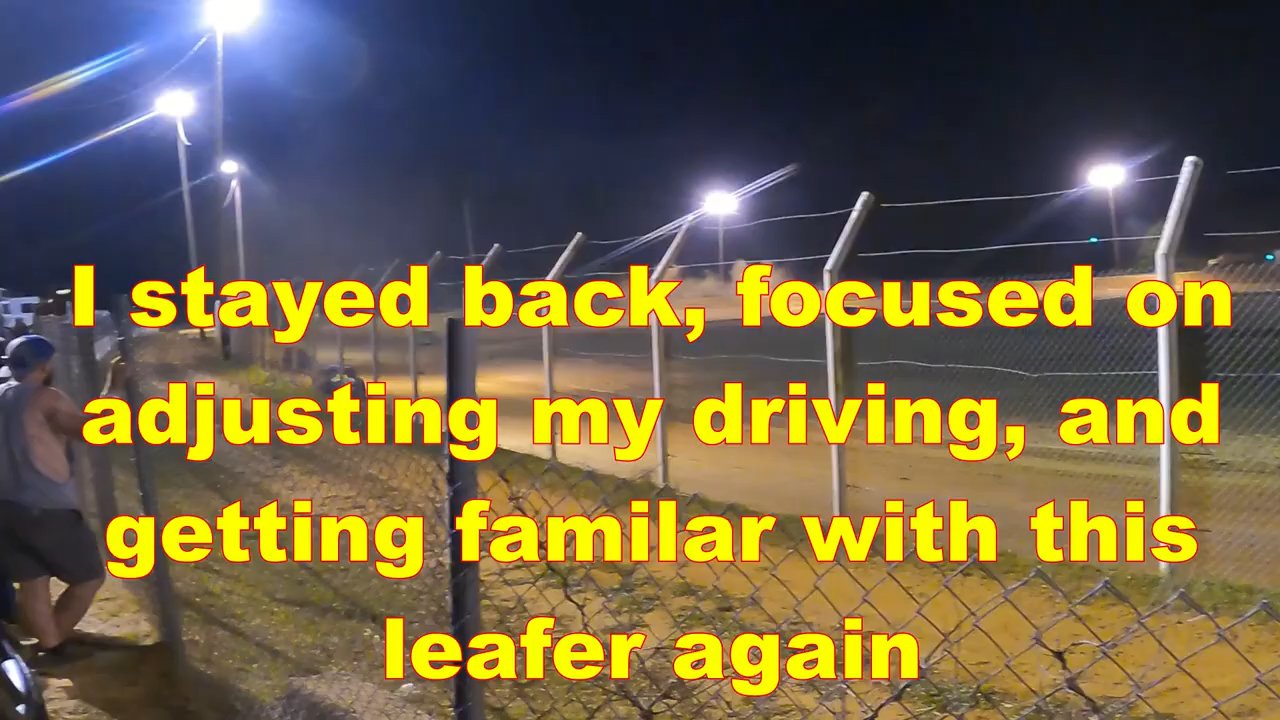 I stayed back, focused on
adjusting my driving, and
getting familar with this
leafer again